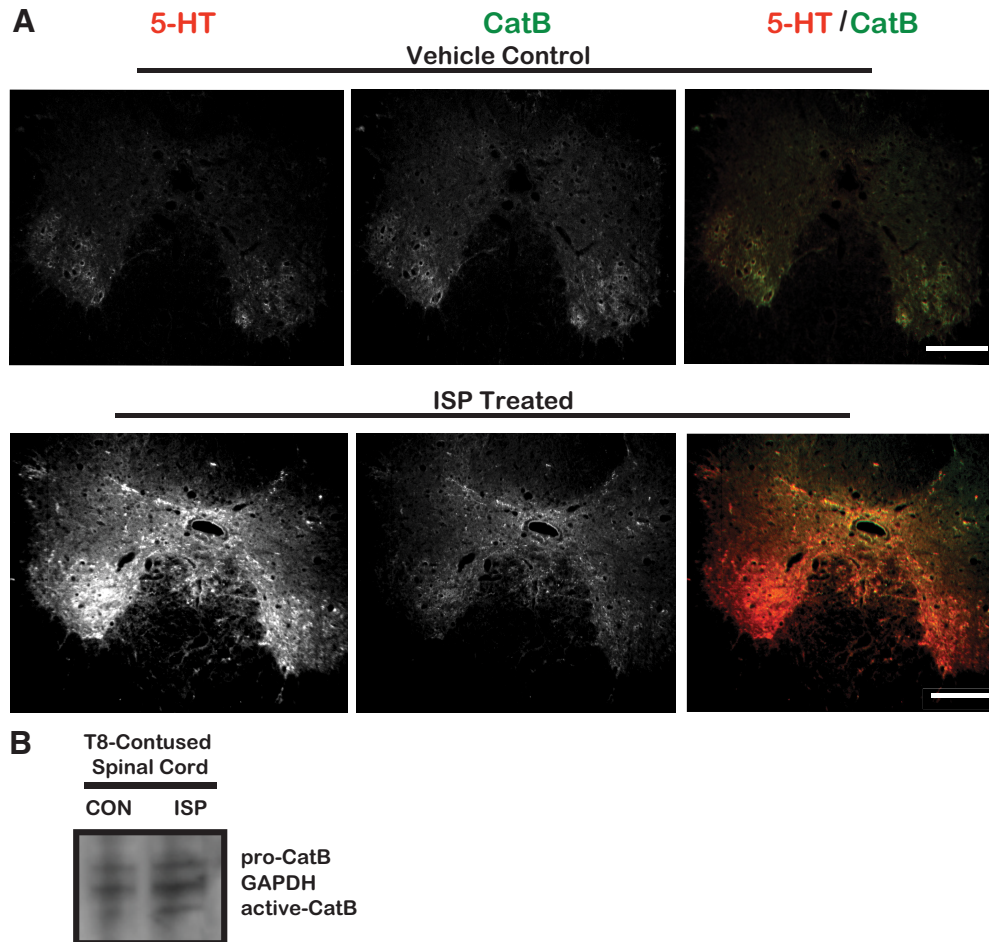 A
5-HT CatB 5-HT / CatB
Vehicle Control
ISP Treated
B
T8-Contused
Spinal Cord
CON ISP
pro-CatB
GAPDH
active-CatB